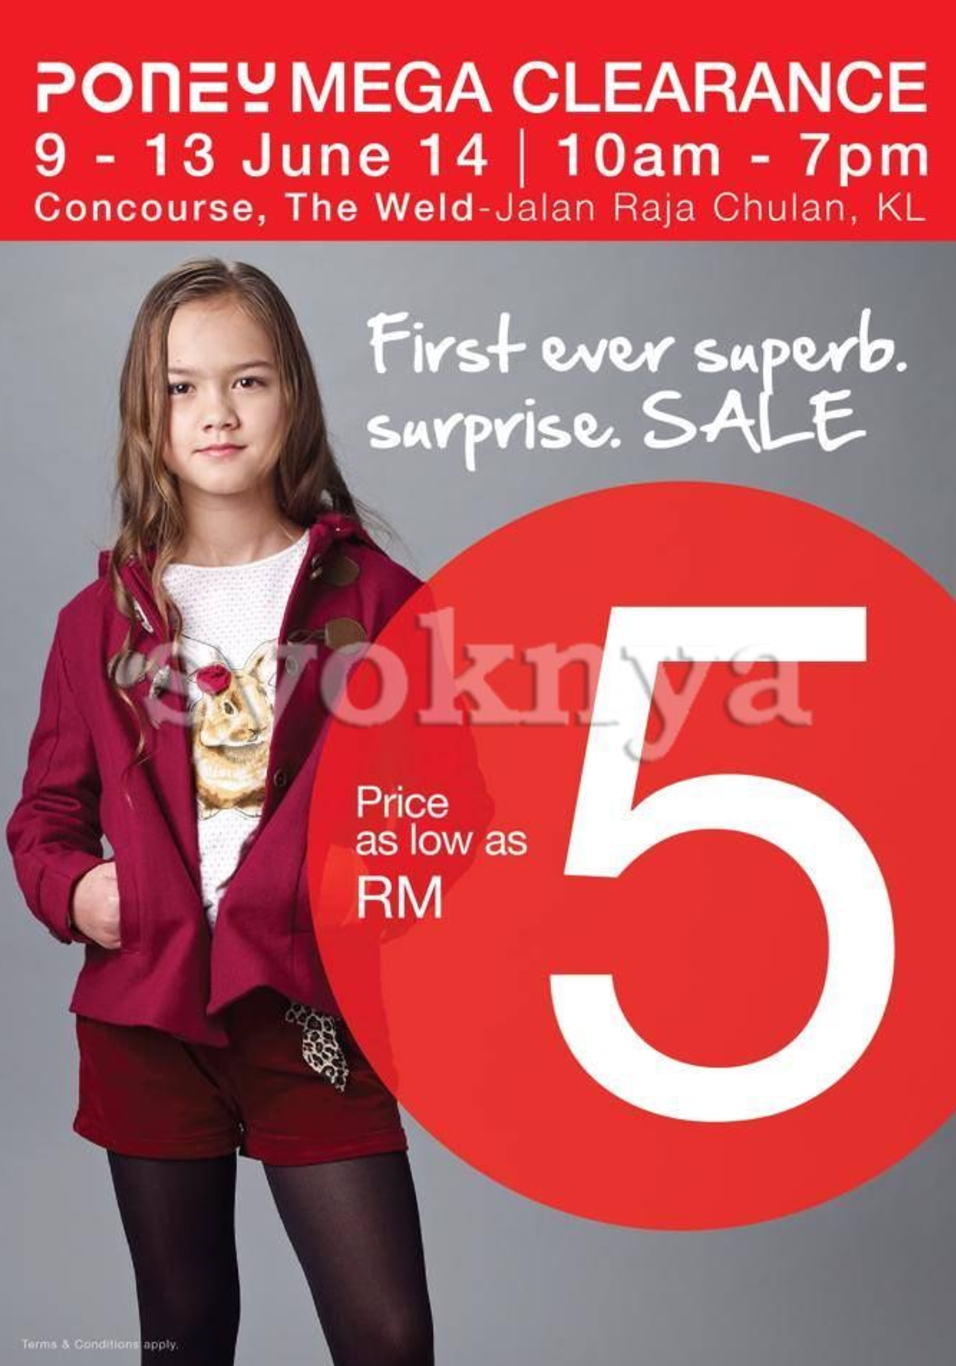 PONEY MEGA CLEARANCE
9 - 13 June 14 | 10am - 7pm
Concourse, The Weld-Jalan Raja Chulan, KL
First ever superb.
surprise. SALE
svoknya
5
Price
as low as
RM
Terms & Conditions apply.